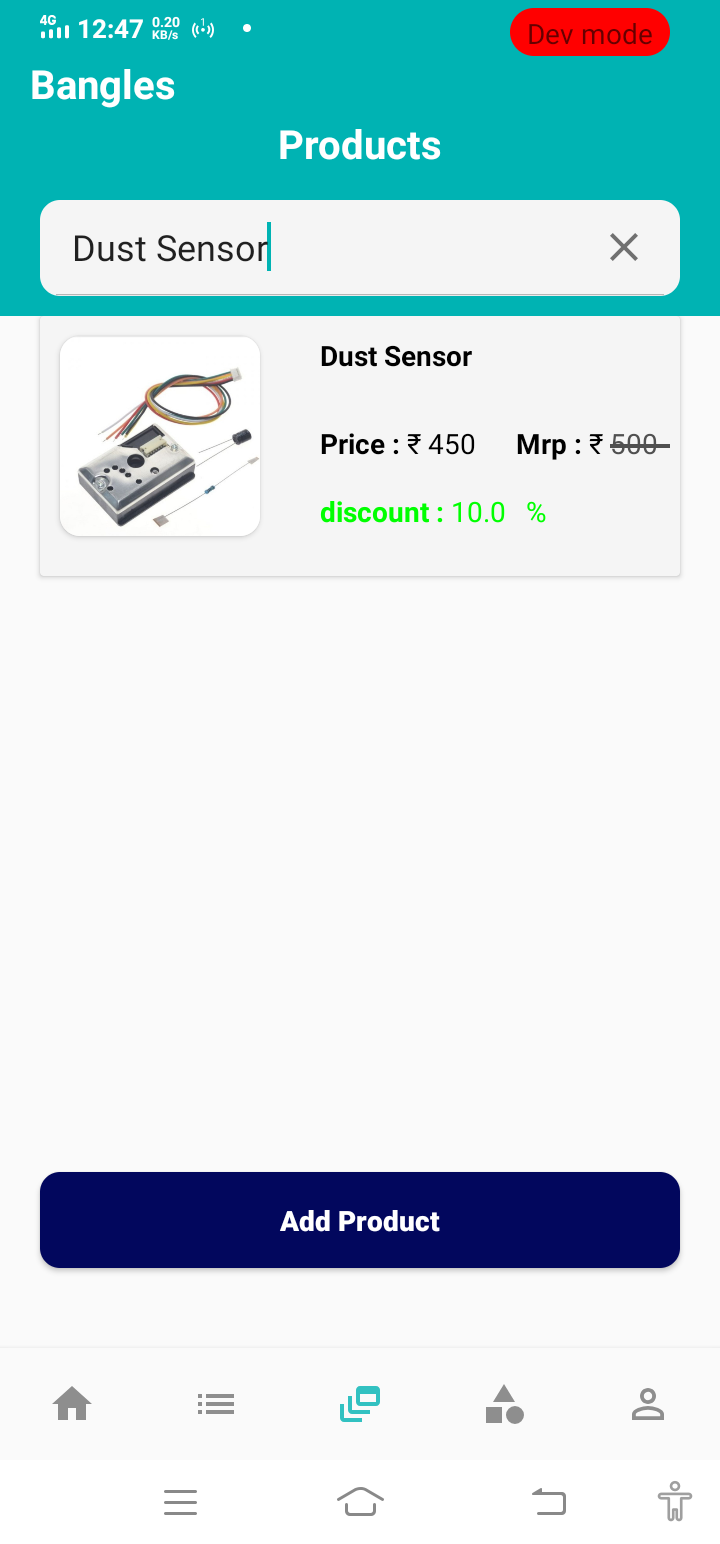 4G 12:47 0.20 KB/s
Dev mode
Bangles
Products
Dust Sensor
Dust Sensor
Price : ₹ 450 Mrp : ₹ 500
discount : 10.0 %
Add Product